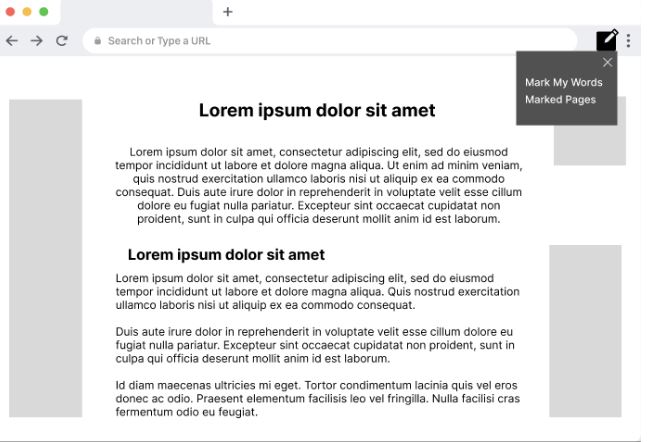 Search or Type a URL
Mark My Words
Marked Pages
Lorem ipsum dolor sit amet
Lorem ipsum dolor sit amet, consectetur adipiscing elit, sed do eiusmod
tempor incididunt ut labore et dolore magna aliqua. Ut enim ad minim veniam,
quis nostrud exercitation ullamco laboris nisi ut aliquip ex ea commodo
consequat. Duis aute irure dolor in reprehenderit in voluptate velit esse cillum
dolore eu fugiat nulla pariatur. Excepteur sint occaecat cupidatat non
proident, sunt in culpa qui officia deserunt mollit anim id est laborum.
Lorem ipsum dolor sit amet
Lorem ipsum dolor sit amet, consectetur adipiscing elit, sed do eiusmod
tempor incididunt ut labore et dolore magna aliqua. Quis nostrud exercitation
ullamco laboris nisi ut aliquip ex ea commodo consequat.
Duis aute irure dolor in reprehenderit in voluptate velit esse cillum dolore eu
fugiat nulla pariatur. Excepteur sint occaecat cupidatat non proident, sunt in
culpa qui officia deserunt mollit anim id est laborum.
Id diam maecenas ultricies mi eget. Tortor condimentum lacinia quis vel eros
donec ac odio. Praesent elementum facilisis leo vel fringilla. Nulla facilisi cras
fermentum odio eu feugiat.